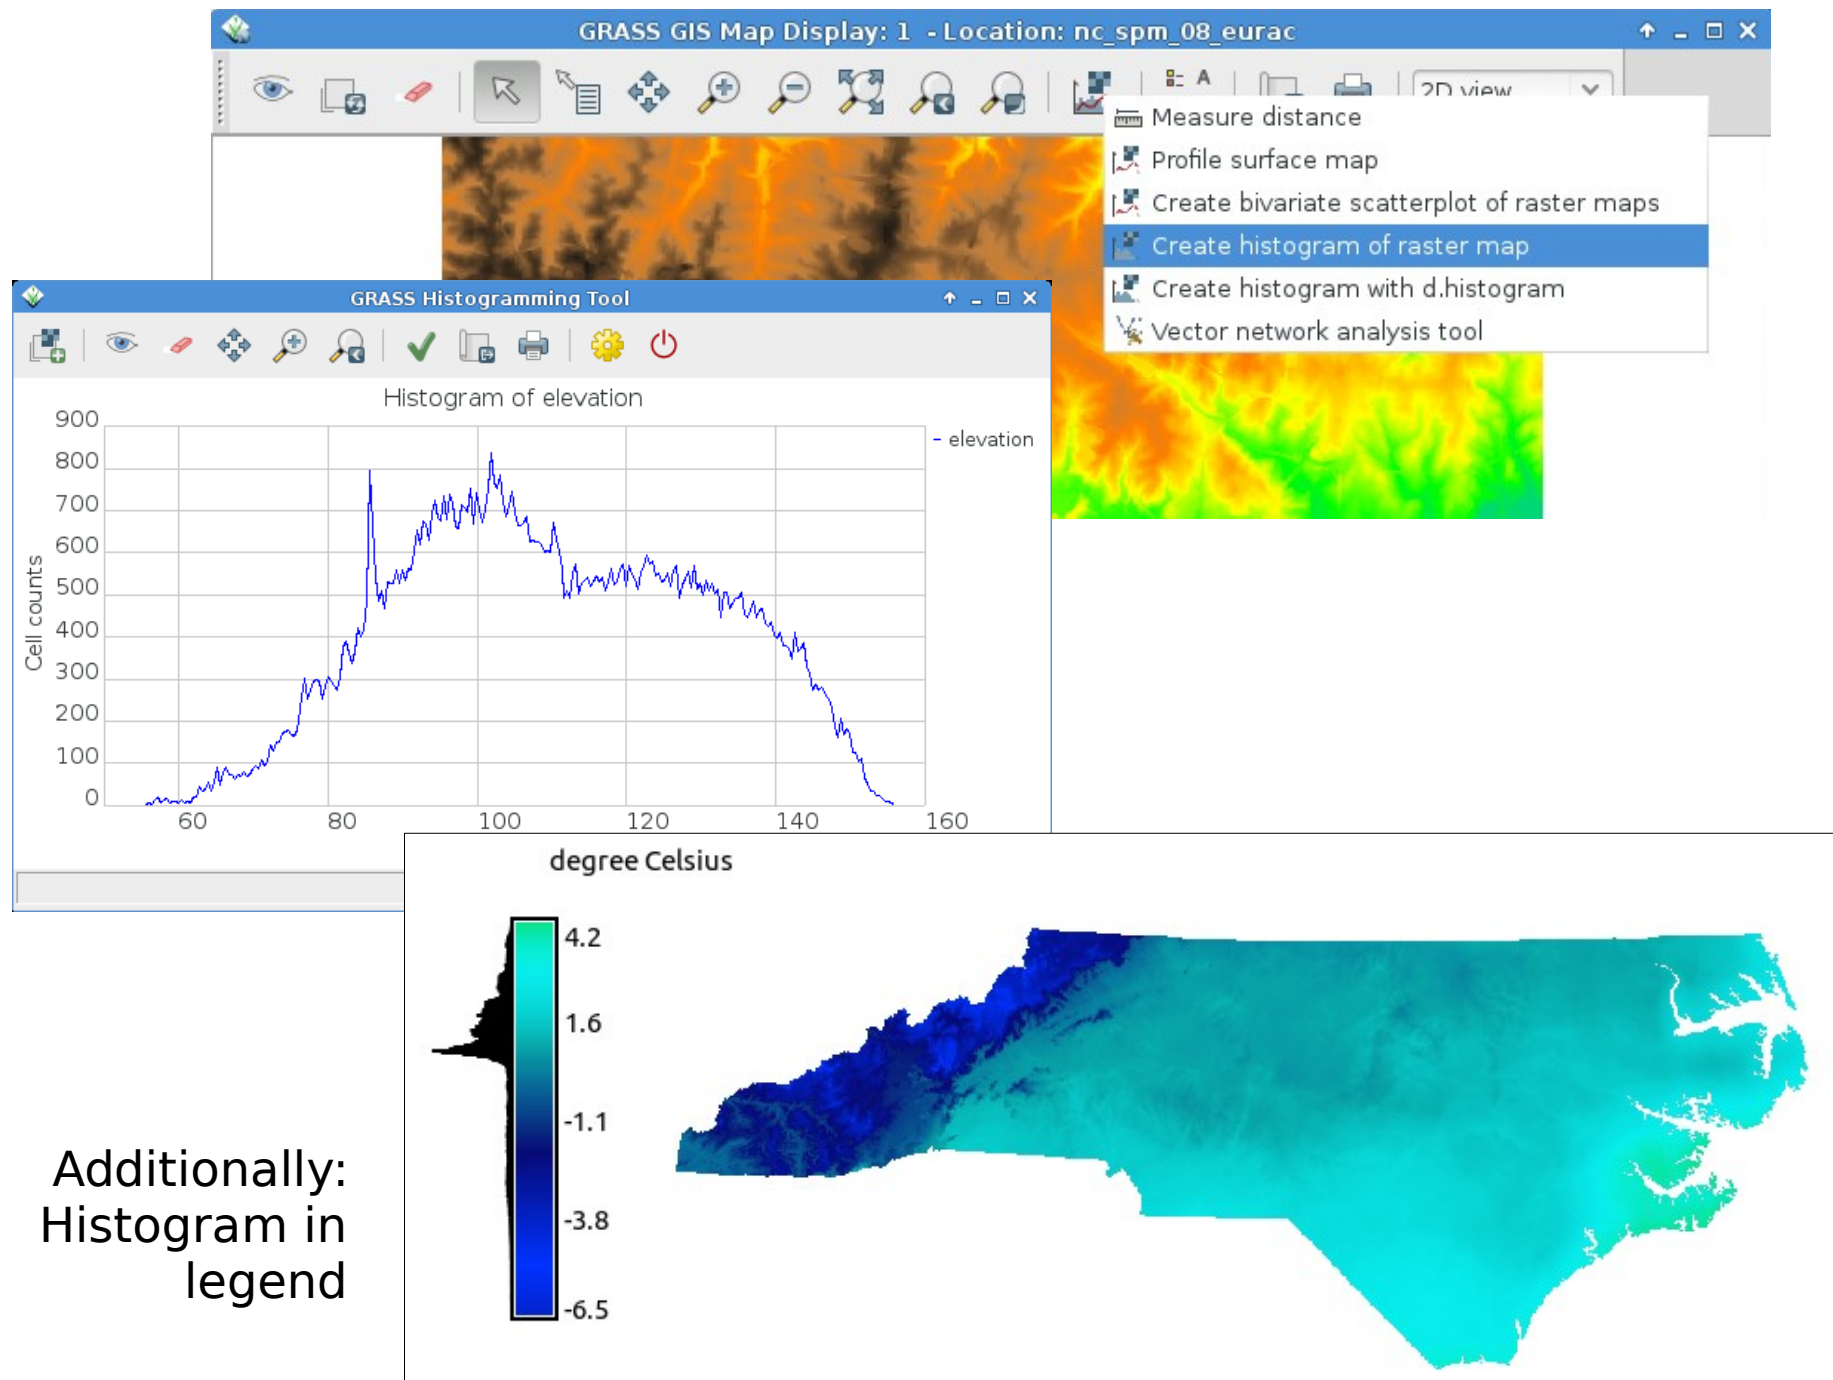 GRASS GIS Map Display: 1 - Location: nc_spm_08_eurac
A
2D view
Measure distance
Profile surface map
Create bivariate scatterplot of raster maps
Create histogram of raster map
Create histogram with d.histogram
Vector network analysis tool
GRASS Histogramming Tool
Histogram of elevation
elevation
Cell counts
900
800
700
600
500
400
300
200
100
0
60 80 100 120 140 160
degree Celsius
4.2
1.6
-1.1
-3.8
-6.5
Additionally:
Histogram in
legend